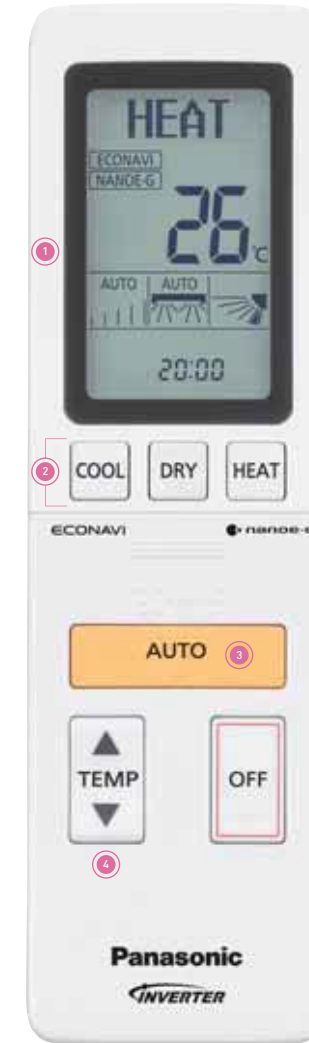 HEAT
ECONAVI
NANOE-G
26°C
AUTO AUTO
20:00
1
2
COOL DRY HEAT
ECONAVI nanoe-
AUTO 3
TEMP OFF
4
Panasonic
INVERTER